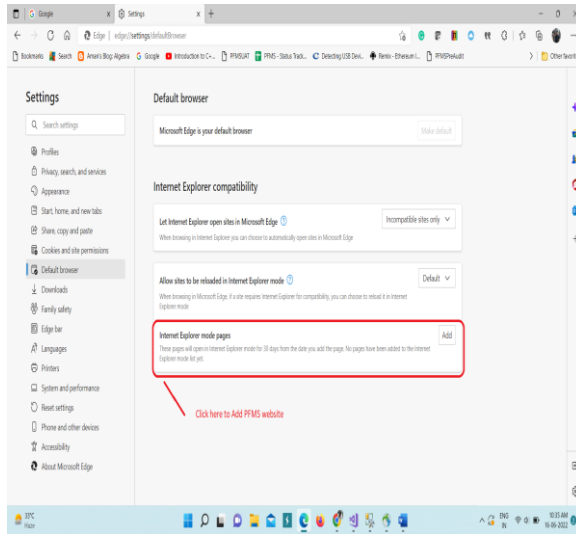 Google
Settings
Edge
edge://settings/defaultBrowser
Bookmarks Search Aman's Blog: Algebra Google Introduction to C+... PFMSUAT PFMS - Status Track... Detecting USB Devi... Remix - Ethereum I... PFMSPreAudit Other favorit
Settings
Search settings
Profiles
Privacy, search, and services
Appearance
Start, home, and new tabs
Share, copy and paste
Cookies and site permissions
Default browser
Downloads
Family safety
Edge bar
Languages
Printers
System and performance
Reset settings
Phone and other devices
Accessibility
About Microsoft Edge
Default browser
Microsoft Edge is your default browser
Make default
Internet Explorer compatibility
Let Internet Explorer open sites in Microsoft Edge
Incompatible sites only
When browsing in Internet Explorer you can choose to automatically open sites in Microsoft Edge
Allow sites to be reloaded in Internet Explorer mode
Default
When browsing in Microsoft Edge, if a site requires Internet Explorer for compatibility, you can choose to reload it in Internet
Explorer mode
Internet Explorer mode pages
Add
These pages will open in Internet Explorer mode for 30 days from the date you add the page. No pages have been added to the Internet
Explorer mode list yet.
Click here to Add PFMS website
33°C
Haze
ENG
IN
10:35 AM
16-06-2022